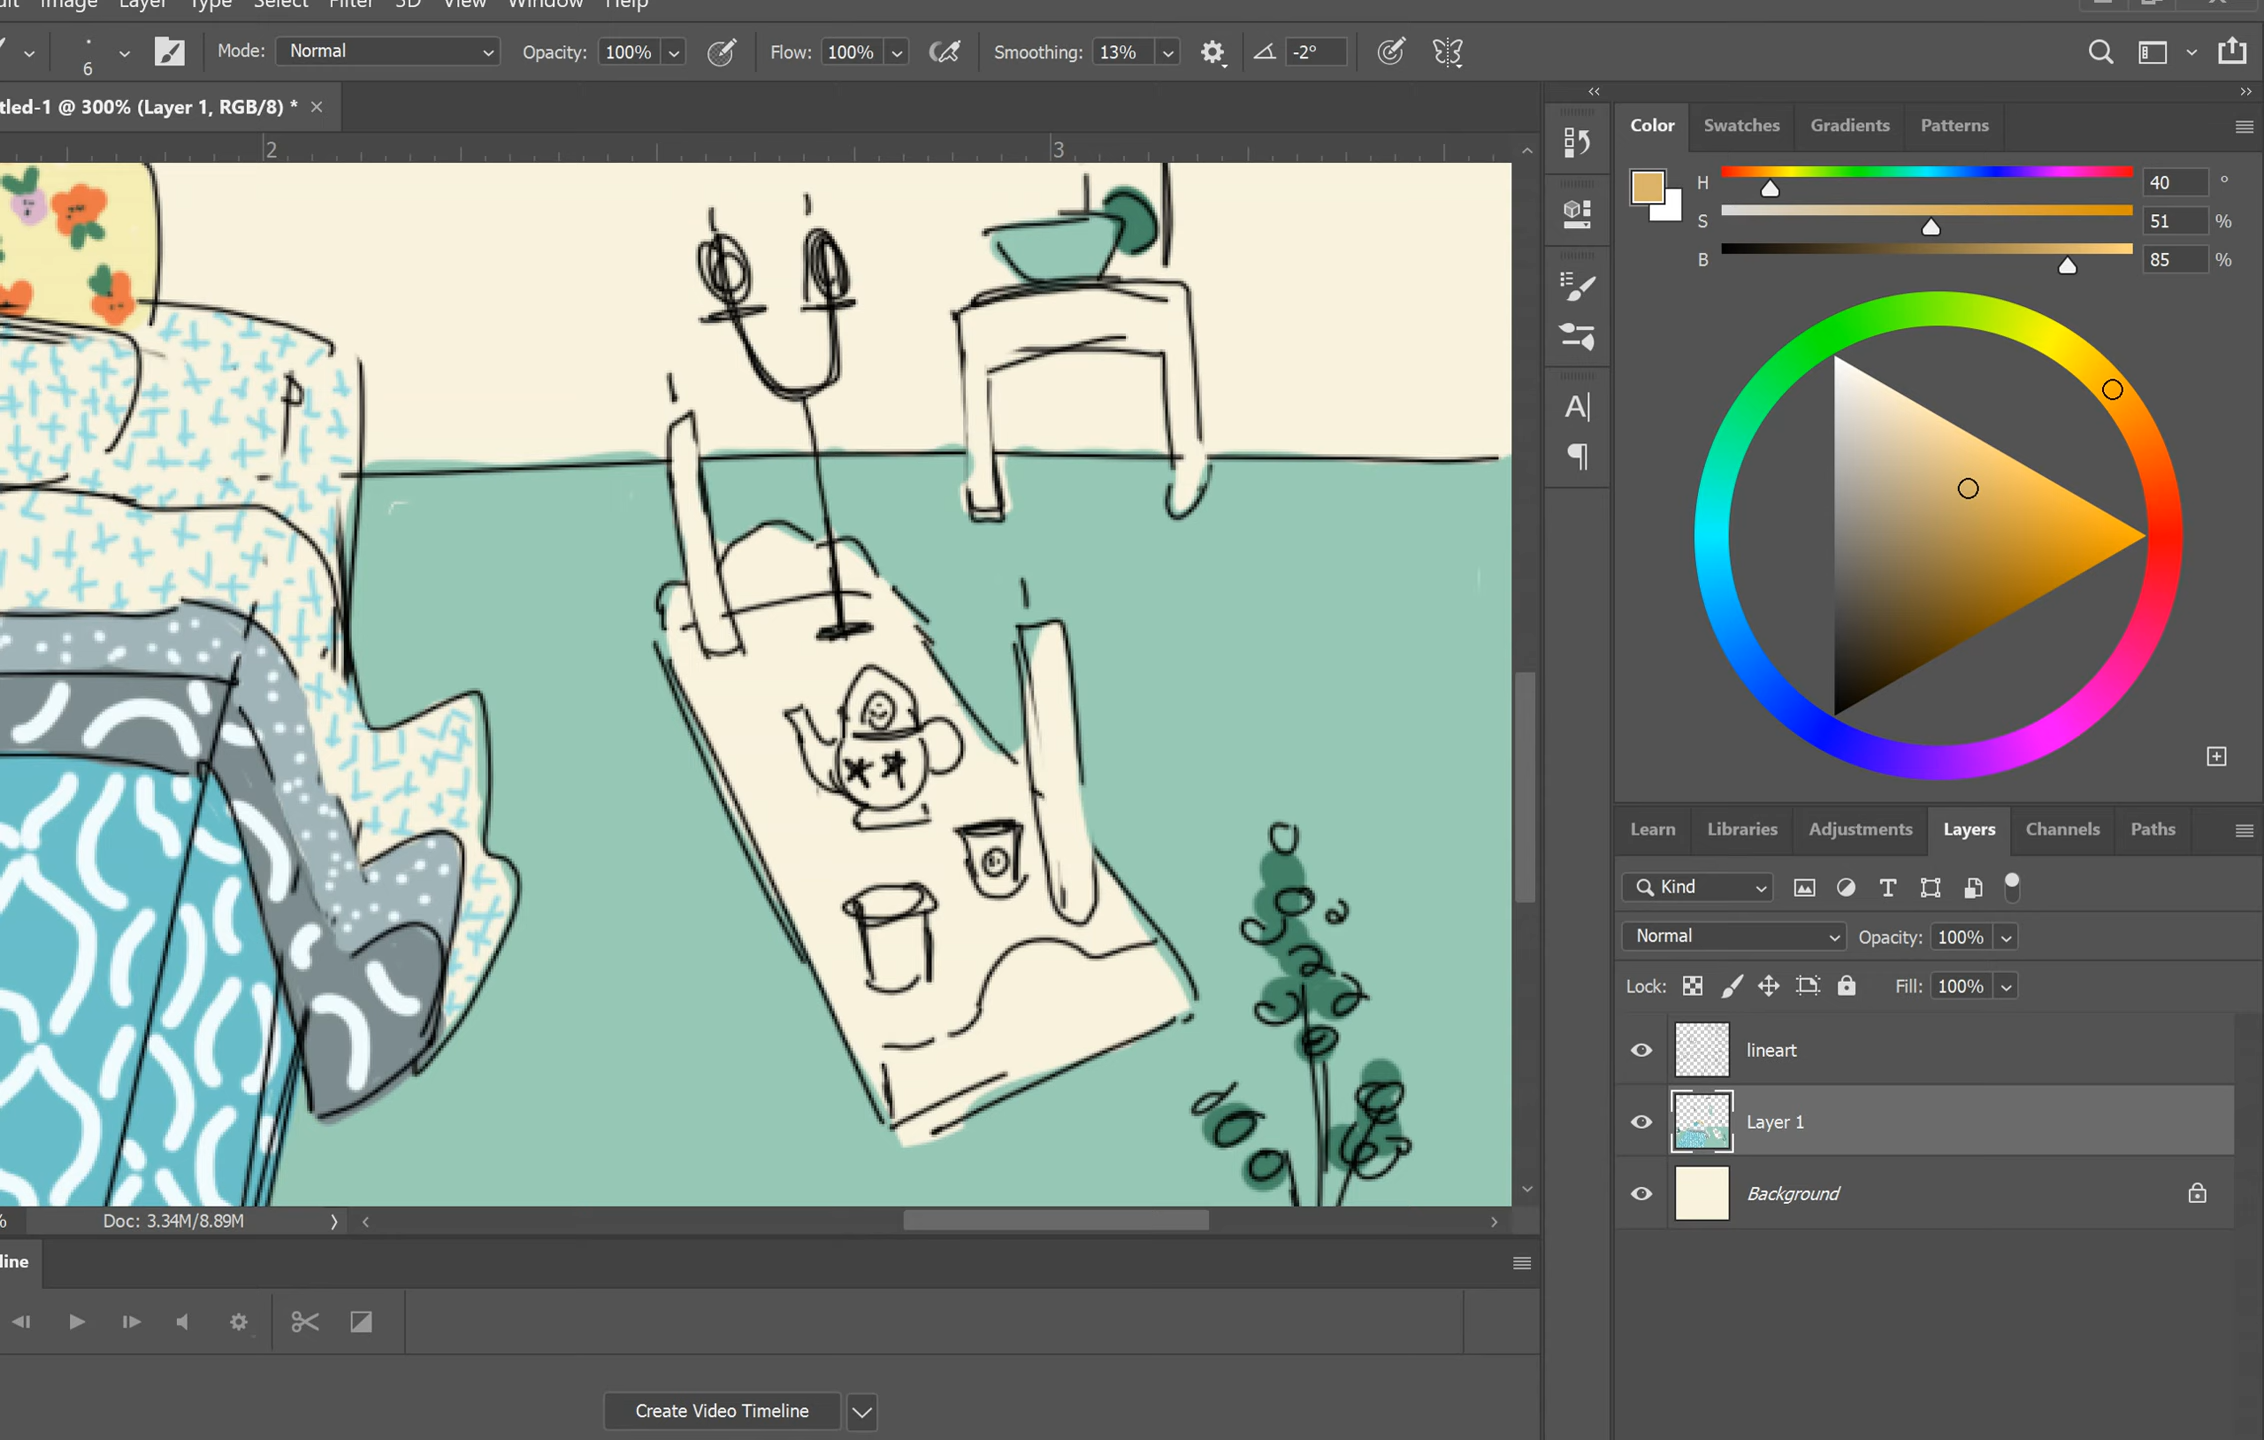 Image Layer Type Select Filter 3D View Window Help
6 Mode: Normal Opacity: 100% Flow: 100% Smoothing: 13% -2°
tled-1 @ 300% (Layer 1, RGB/8) * ×
2 3
Color Swatches Gradients Patterns
H 40 °
S 51 %
B 85 %
A|
¶
Learn Libraries Adjustments Layers Channels Paths
Kind
Normal Opacity: 100%
Lock: Fill: 100%
lineart
Layer 1
Background
% Doc: 3.34M/8.89M
line
Create Video Timeline